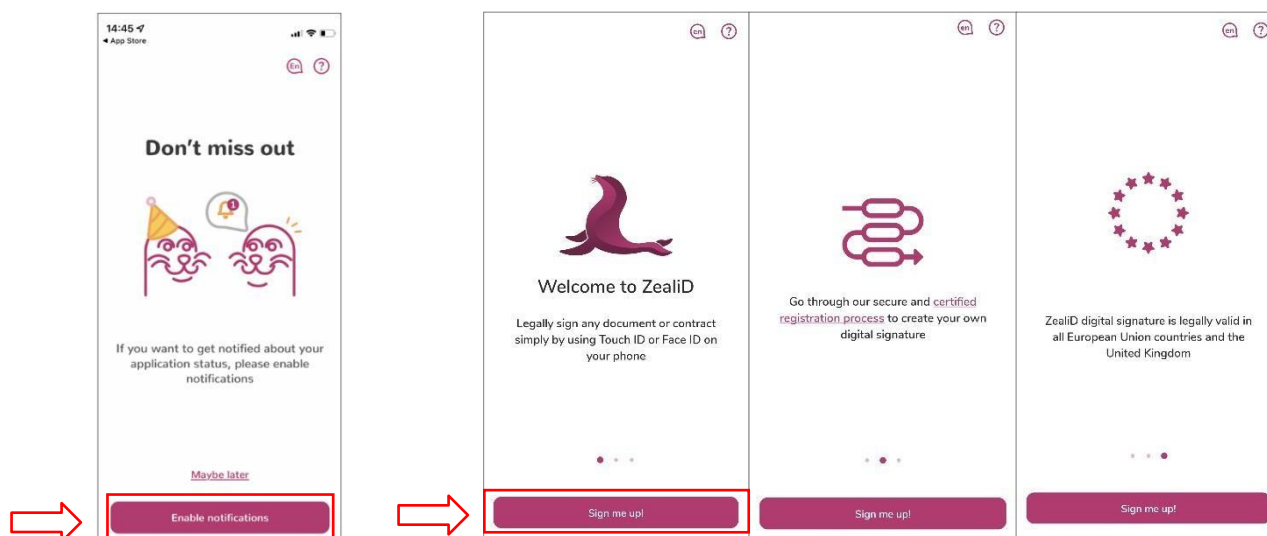 14:45
App Store
En ?
Don't miss out
1
If you want to get notified about your
application status, please enable
notifications
Maybe later
Enable notifications
en ?
Welcome to ZealiD
Legally sign any document or contract
simply by using Touch ID or Face ID on
your phone
Sign me up!
en ?
Go through our secure and certified
registration process to create your own
digital signature
Sign me up!
en ?
ZealiD digital signature is legally valid in
all European Union countries and the
United Kingdom
Sign me up!